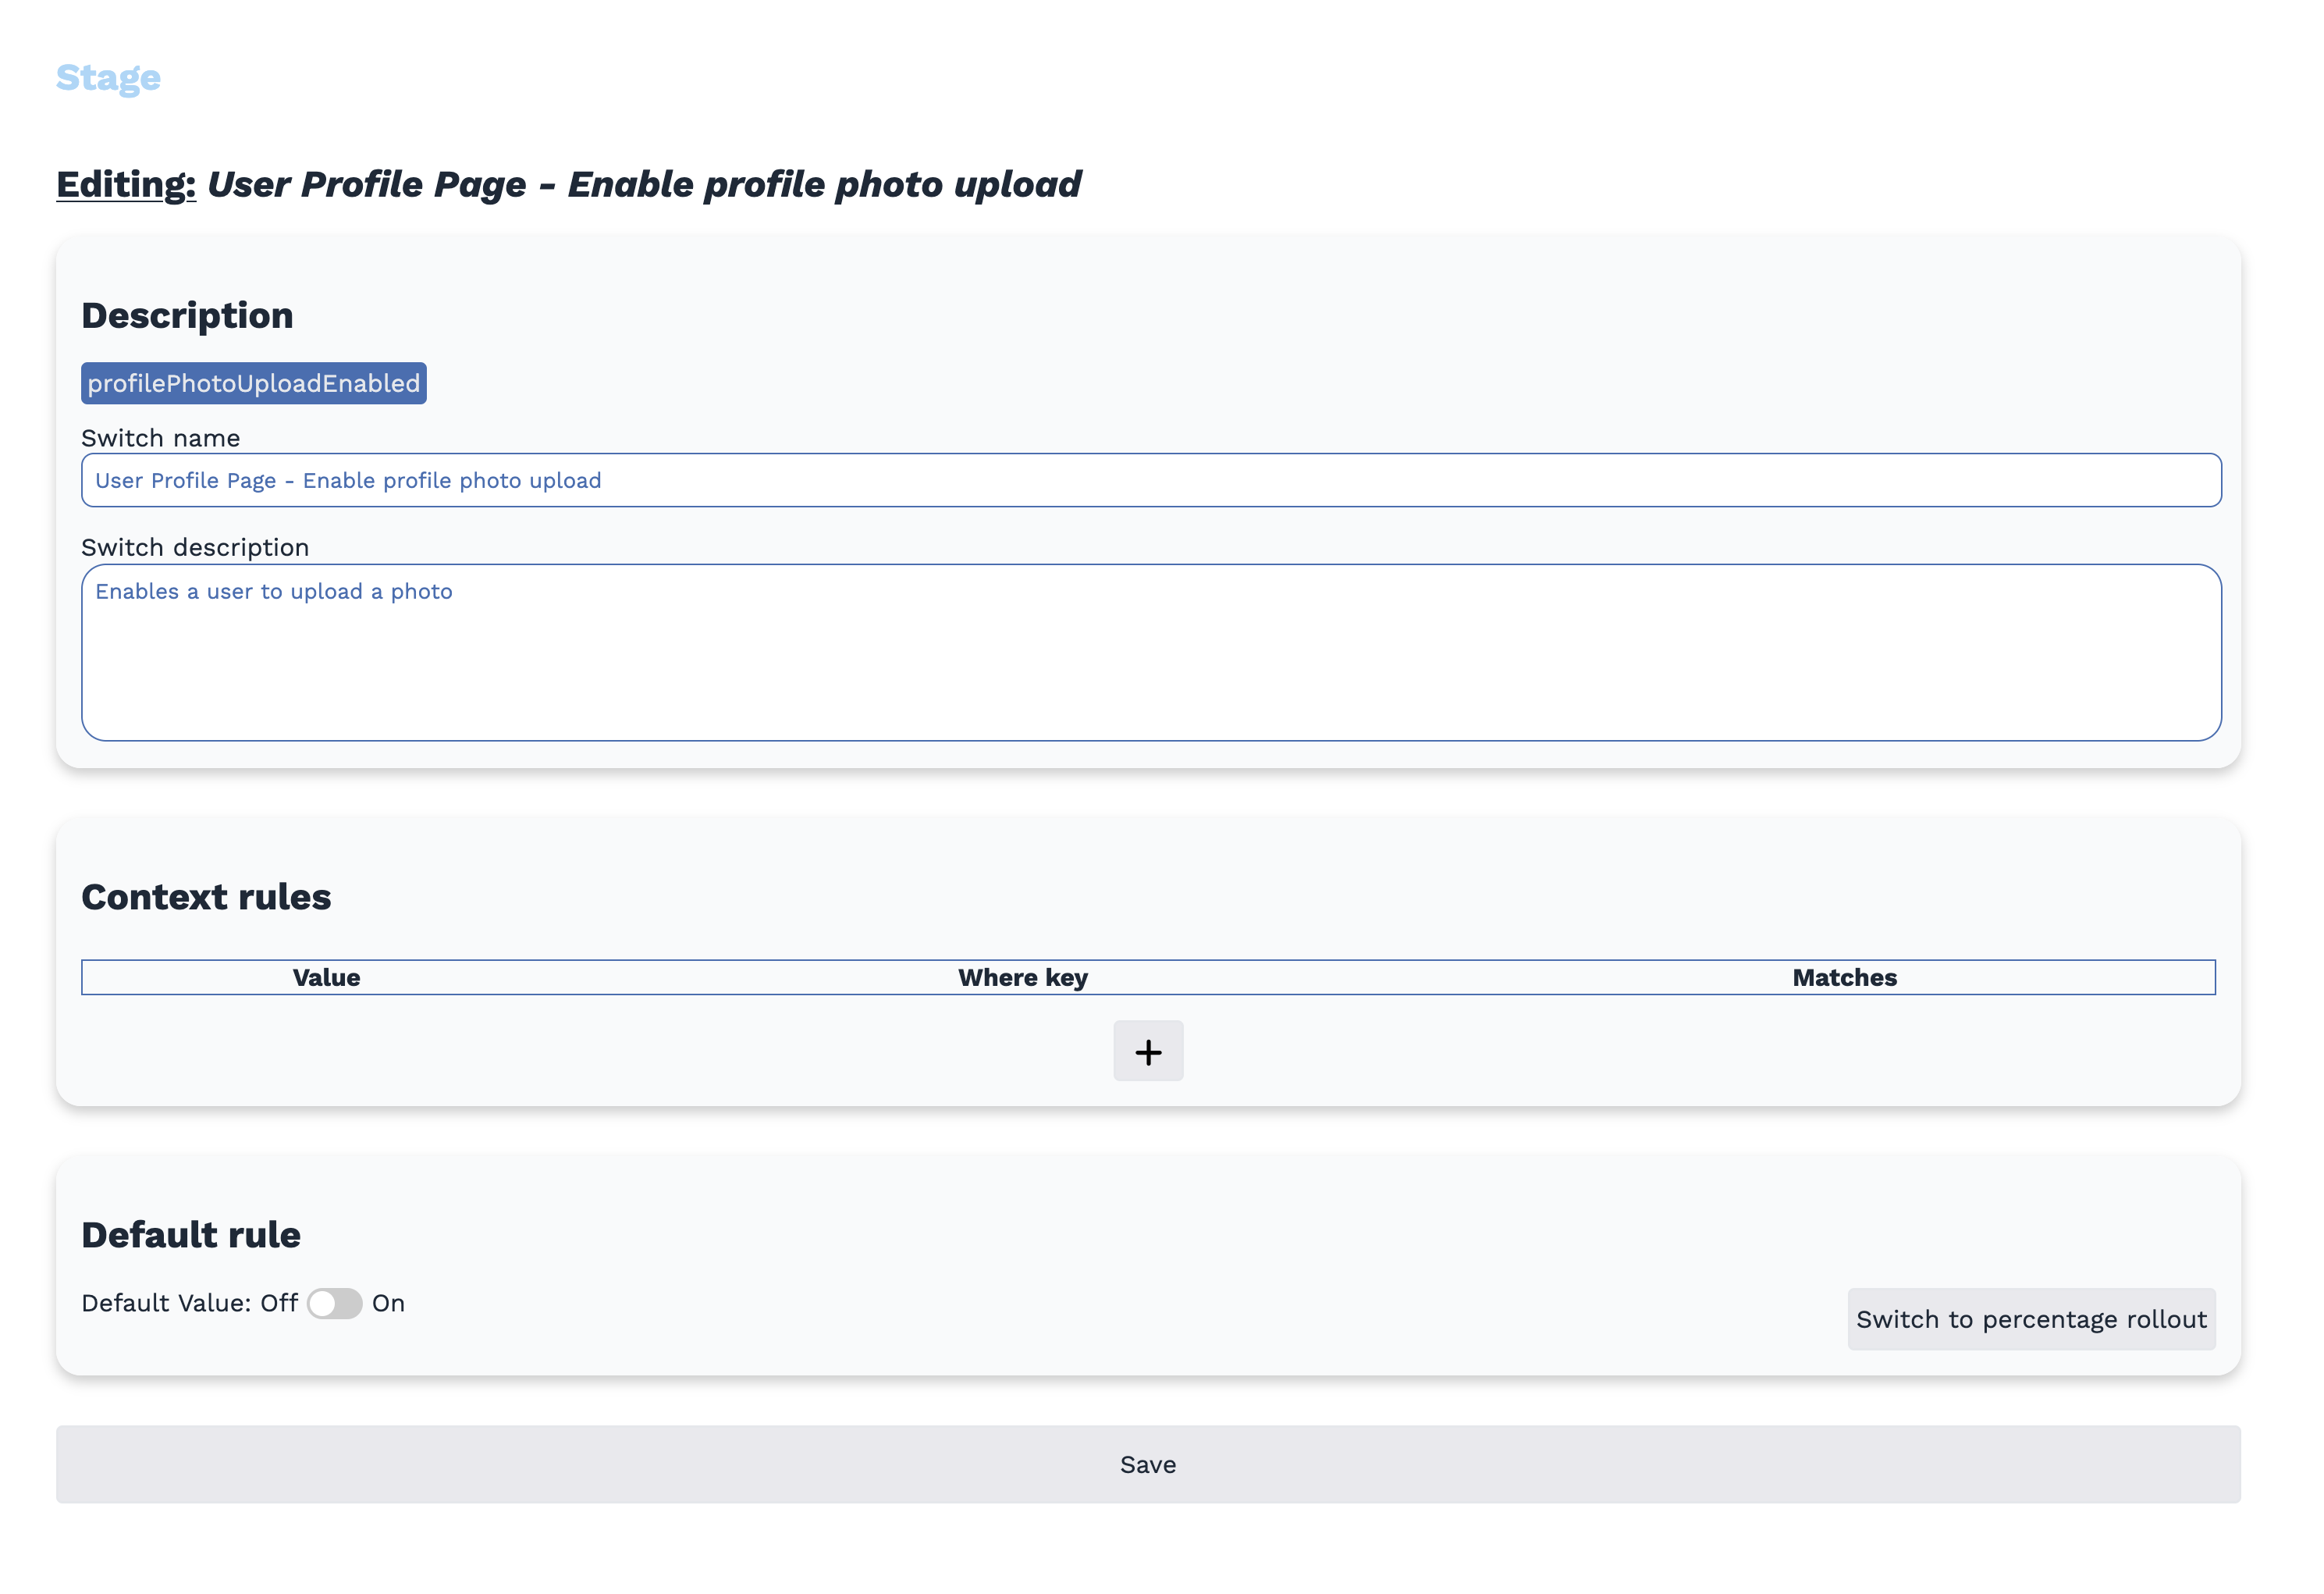 Stage
Editing: User Profile Page - Enable profile photo upload
Description
profilePhotoUploadEnabled
Switch name
User Profile Page - Enable profile photo upload
Switch description
Enables a user to upload a photo
Context rules
Value Where key Matches
+
Default rule
Default Value: Off On
Switch to percentage rollout
Save